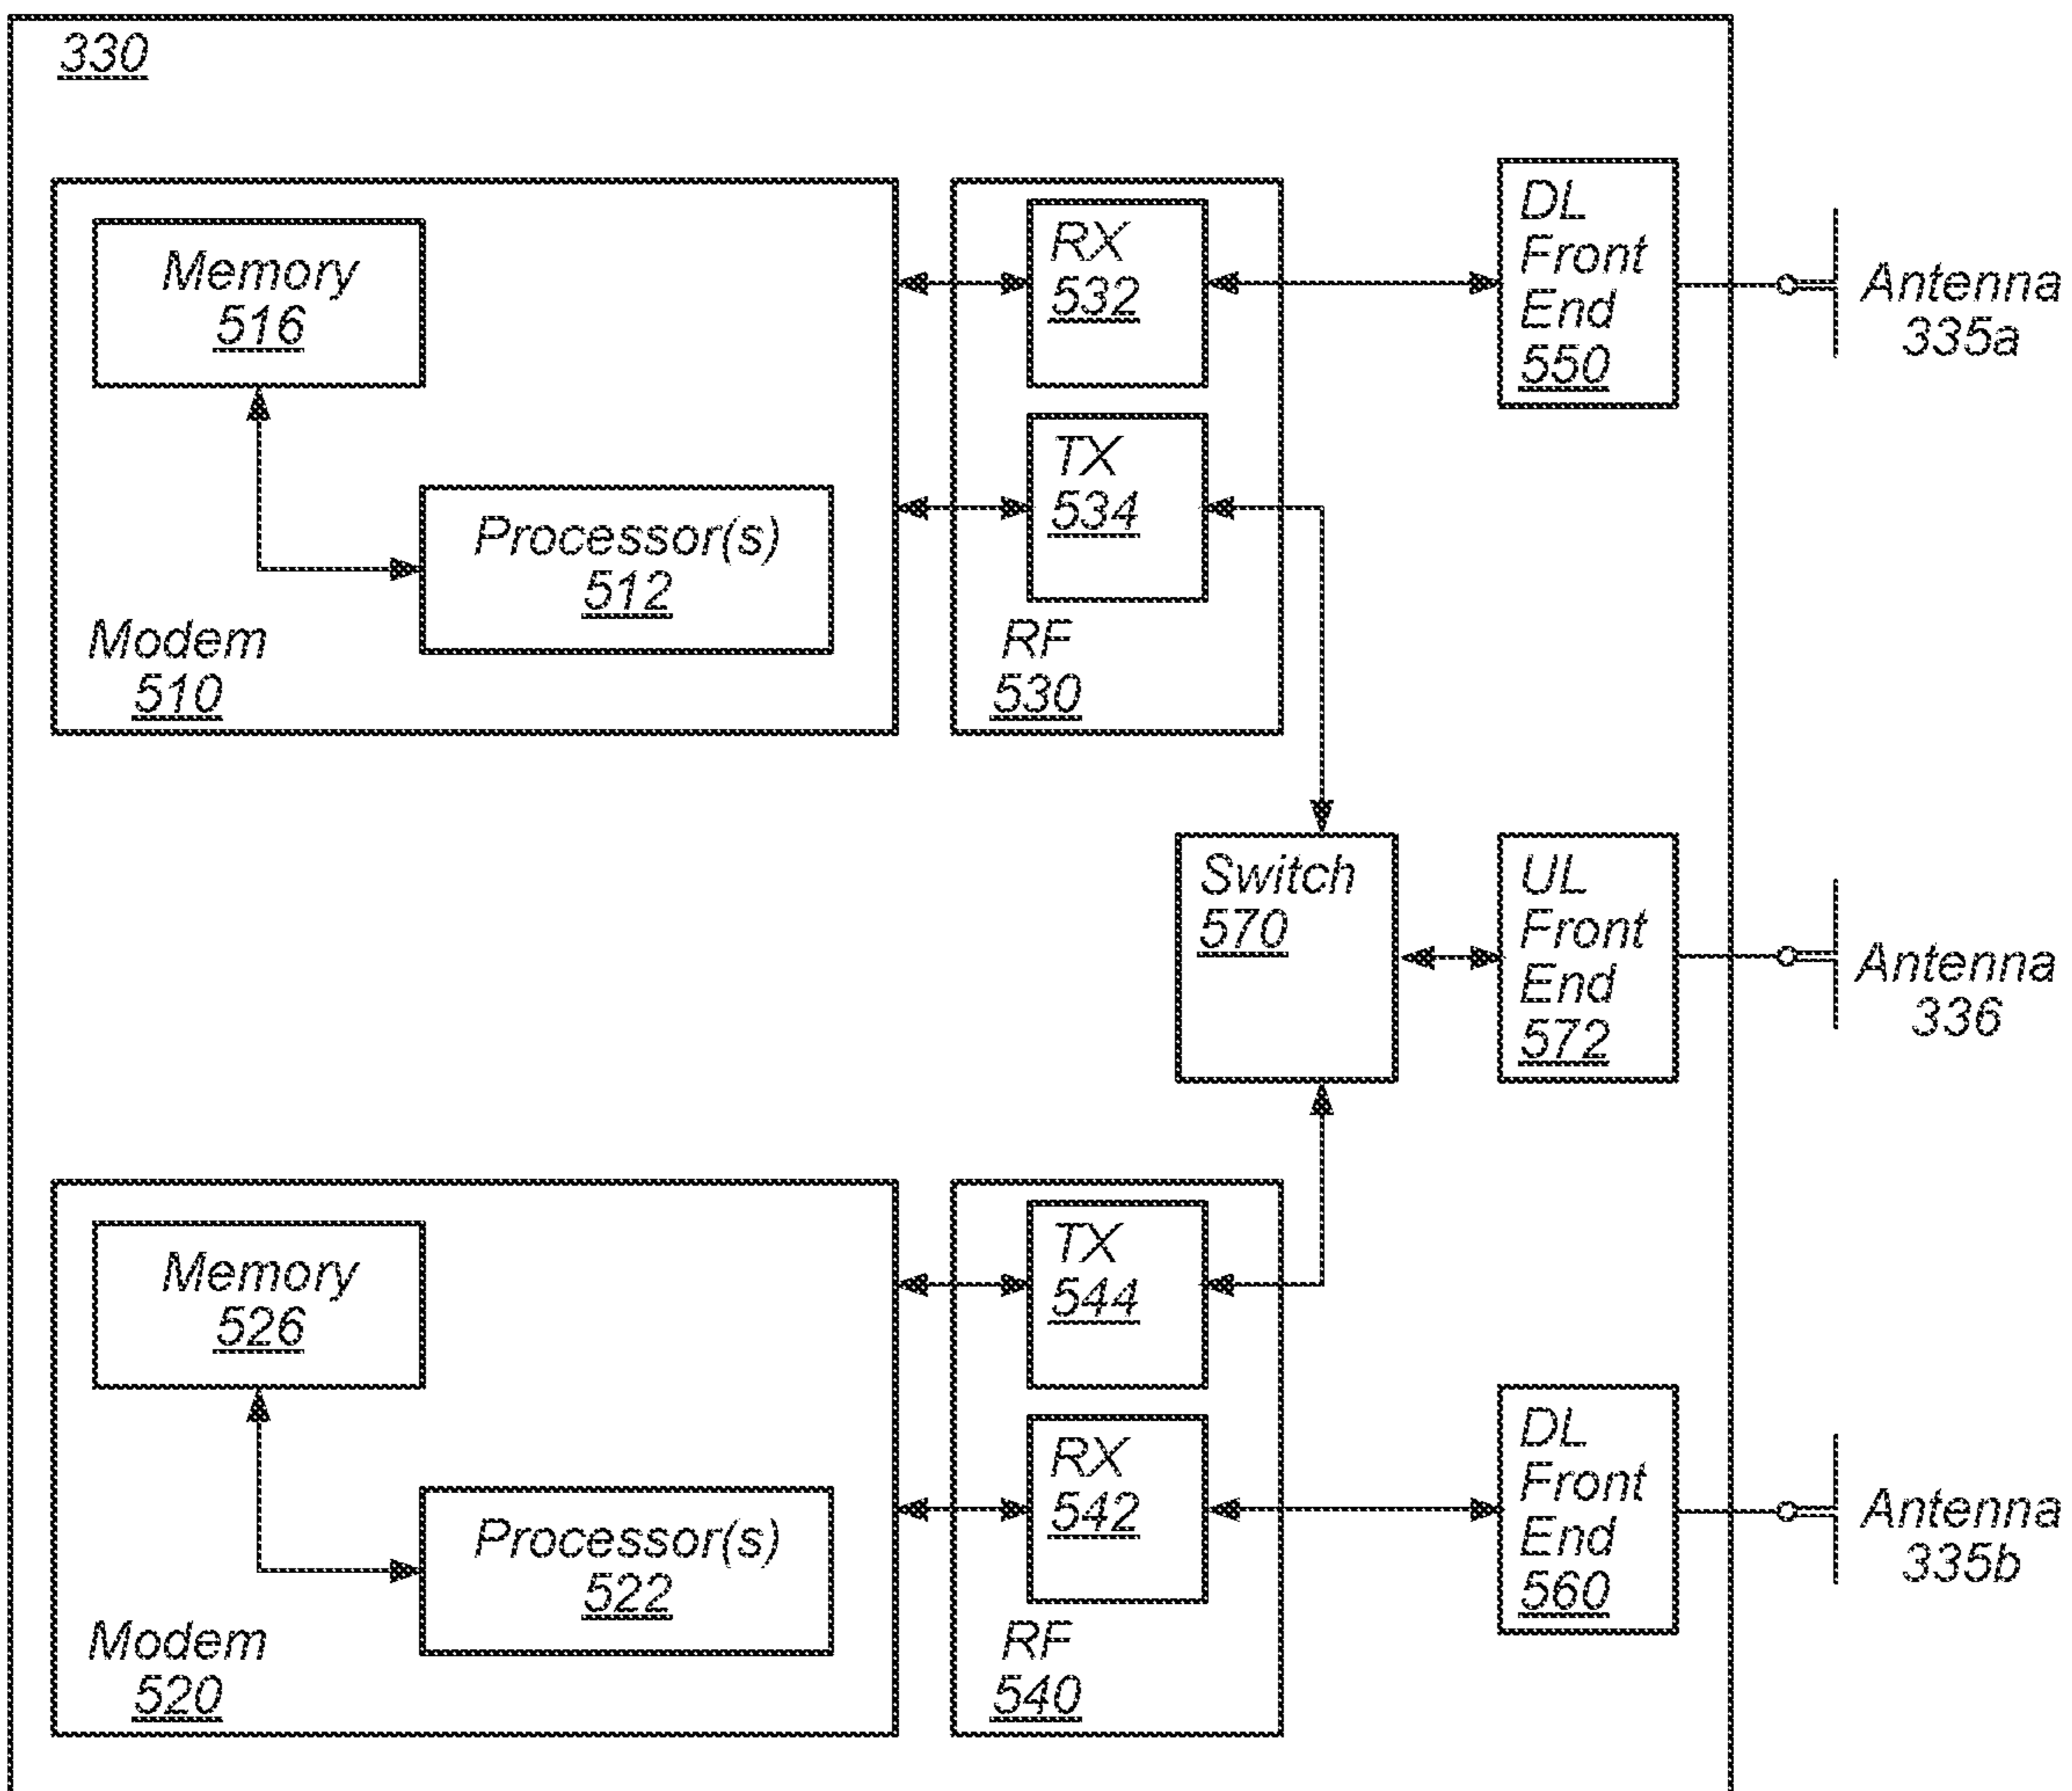 330
Memory
516
Processor(s)
512
Modem
510
RX
532
TX
534
RF
530
DL
Front
End
550
Antenna
335a
Switch
570
UL
Front
End
572
Antenna
336
Memory
526
Processor(s)
522
Modem
520
TX
544
RX
542
RF
540
DL
Front
End
560
Antenna
335b